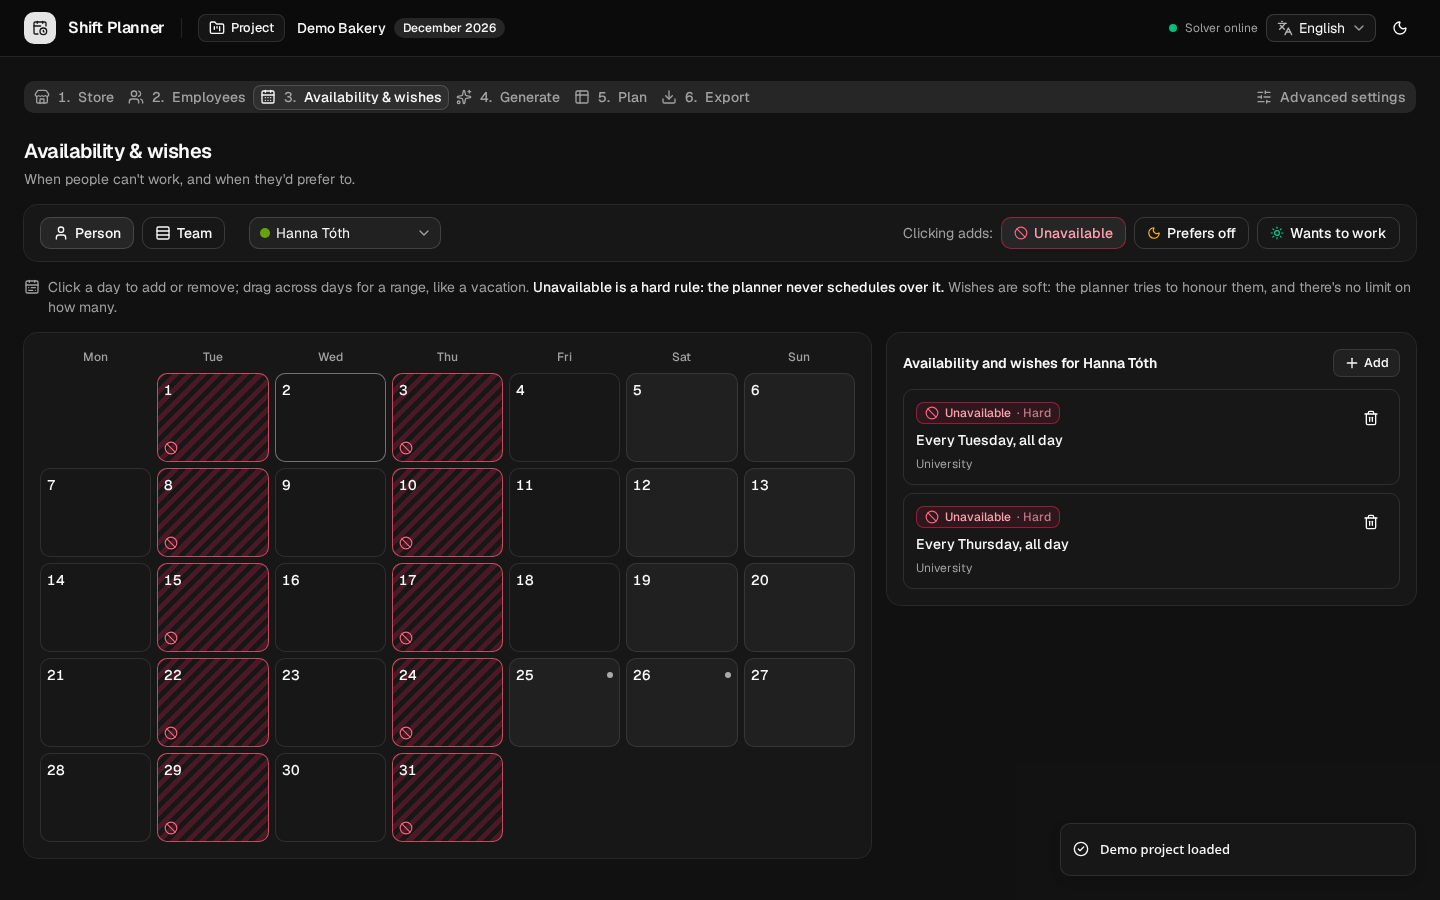 Shift Planner
Project
Demo Bakery
December 2026
Solver online
English
1. Store
2. Employees
3. Availability & wishes
4. Generate
5. Plan
6. Export
Advanced settings
Availability & wishes
When people can't work, and when they'd prefer to.
Person
Team
Hanna Tóth
Clicking adds:
Unavailable
Prefers off
Wants to work
Click a day to add or remove; drag across days for a range, like a vacation. Unavailable is a hard rule: the planner never schedules over it. Wishes are soft: the planner tries to honour them, and there's no limit on
how many.
Mon Tue Wed Thu Fri Sat Sun
1 2 3 4 5 6
7 8 9 10 11 12 13
14 15 16 17 18 19 20
21 22 23 24 25 26 27
28 29 30 31
Availability and wishes for Hanna Tóth
Add
Unavailable · Hard
Every Tuesday, all day
University
Unavailable · Hard
Every Thursday, all day
University
Demo project loaded